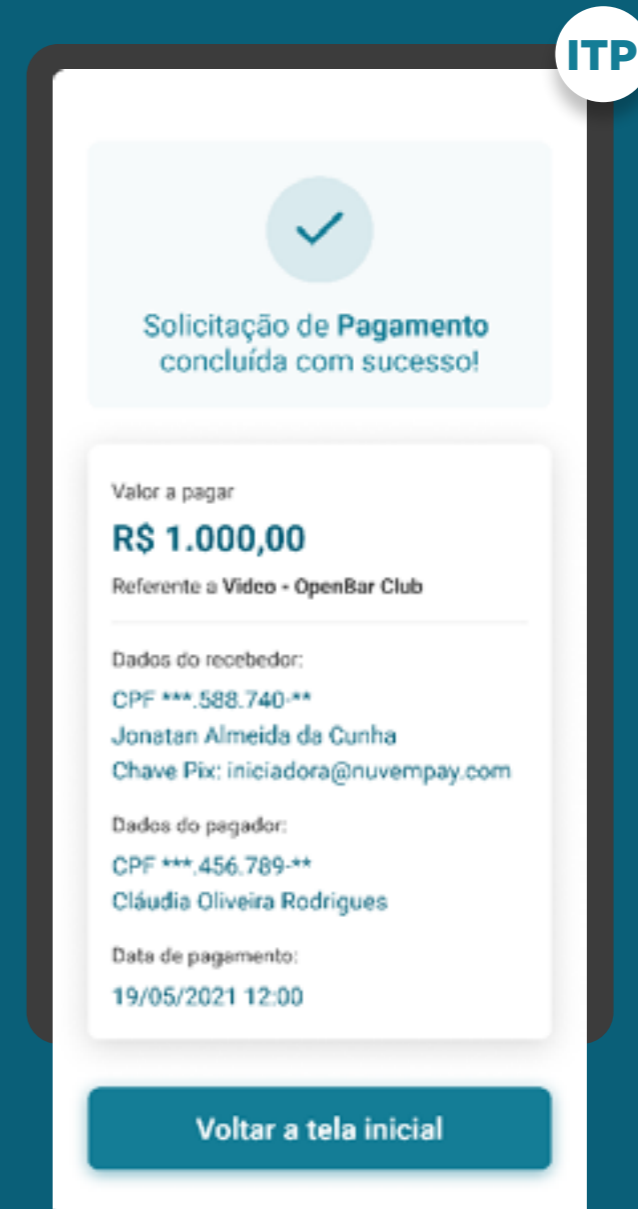 ITP
Solicitação de Pagamento
concluída com sucesso!
Valor a pagar
R$ 1.000,00
Referente a Video - OpenBar Club
Dados do recebedor:
CPF ***.588.740-**
Jonatan Almeida da Cunha
Chave Pix: iniciadora@nuvempay.com
Dados do pagador:
CPF ***.456.789-**
Cláudia Oliveira Rodrigues
Data de pagamento:
19/05/2021 12:00
Voltar a tela inicial